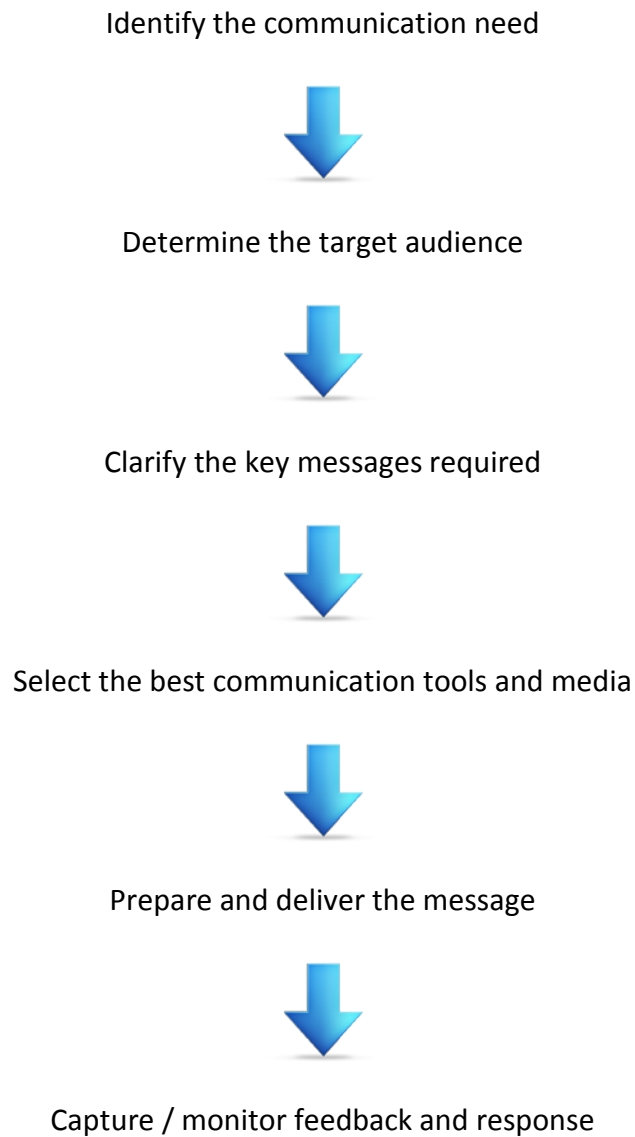 Identify the communication need
Determine the target audience
Clarify the key messages required
Select the best communication tools and media
Prepare and deliver the message
Capture / monitor feedback and response